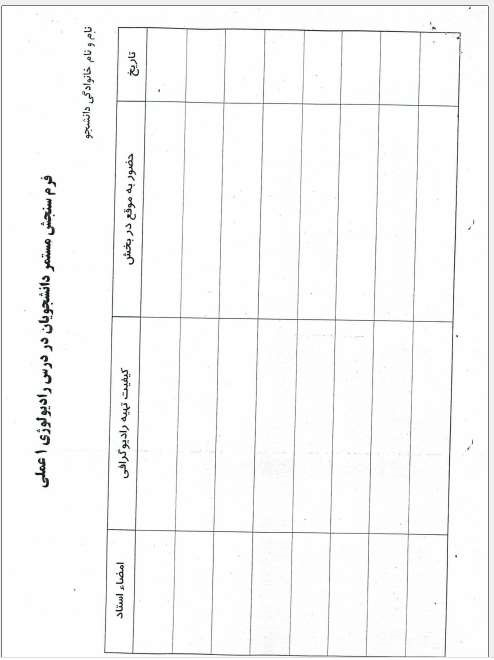 فرم سنجش مستمر دانشجویان در درس رادیولوژی ۱ عملی
نام و نام خانوادگی دانشجو
تاریخ
حضور به موقع در بخش
کیفیت تهیه رادیوگرافی
امضاء استاد